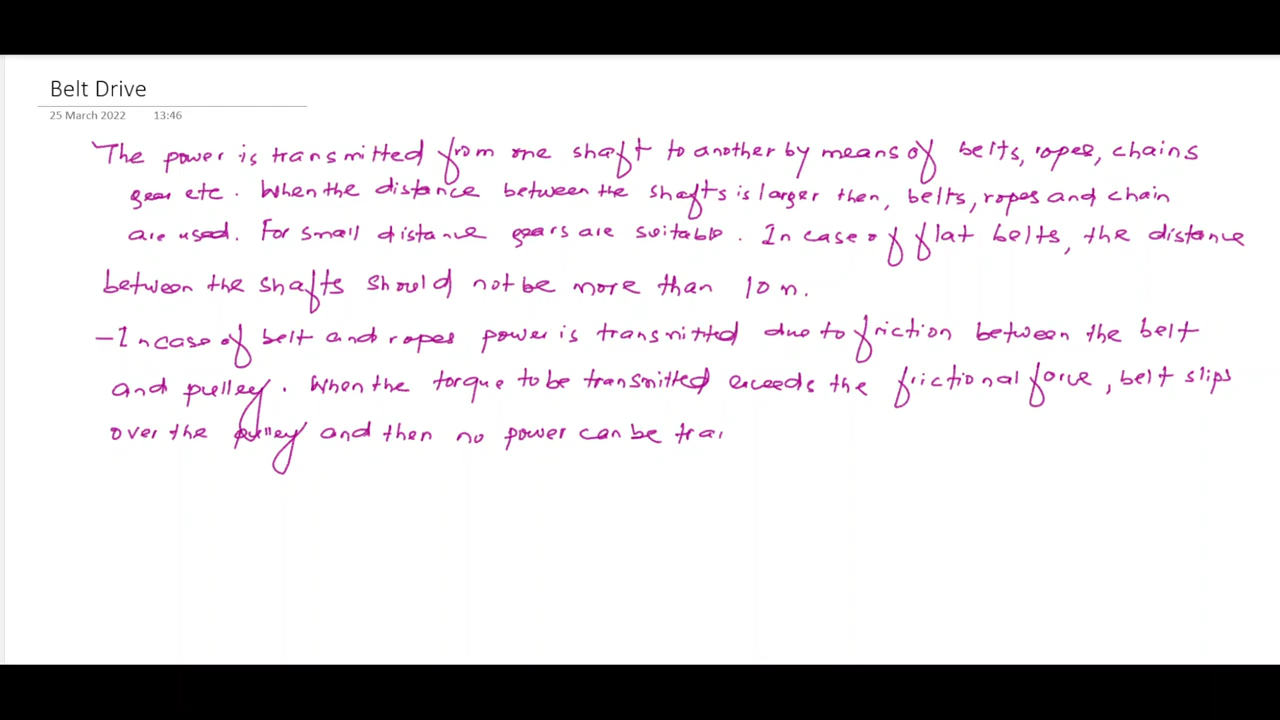 Belt Drive
25 March 2022 13:46
The power is transmitted from one shaft to another by means of belts, ropes, chains
gear etc. When the distance between the shafts is larger then, belts, ropes and chain
are used. For small distance gears are suitable. In case of flat belts, the distance
between the shafts should not be more than 10 m.
- In case of belt and ropes power is transmitted due to friction between the belt
and pulley. When the torque to be transmitted exceeds the frictional force, belt slips
over the pulley and then no power can be tra